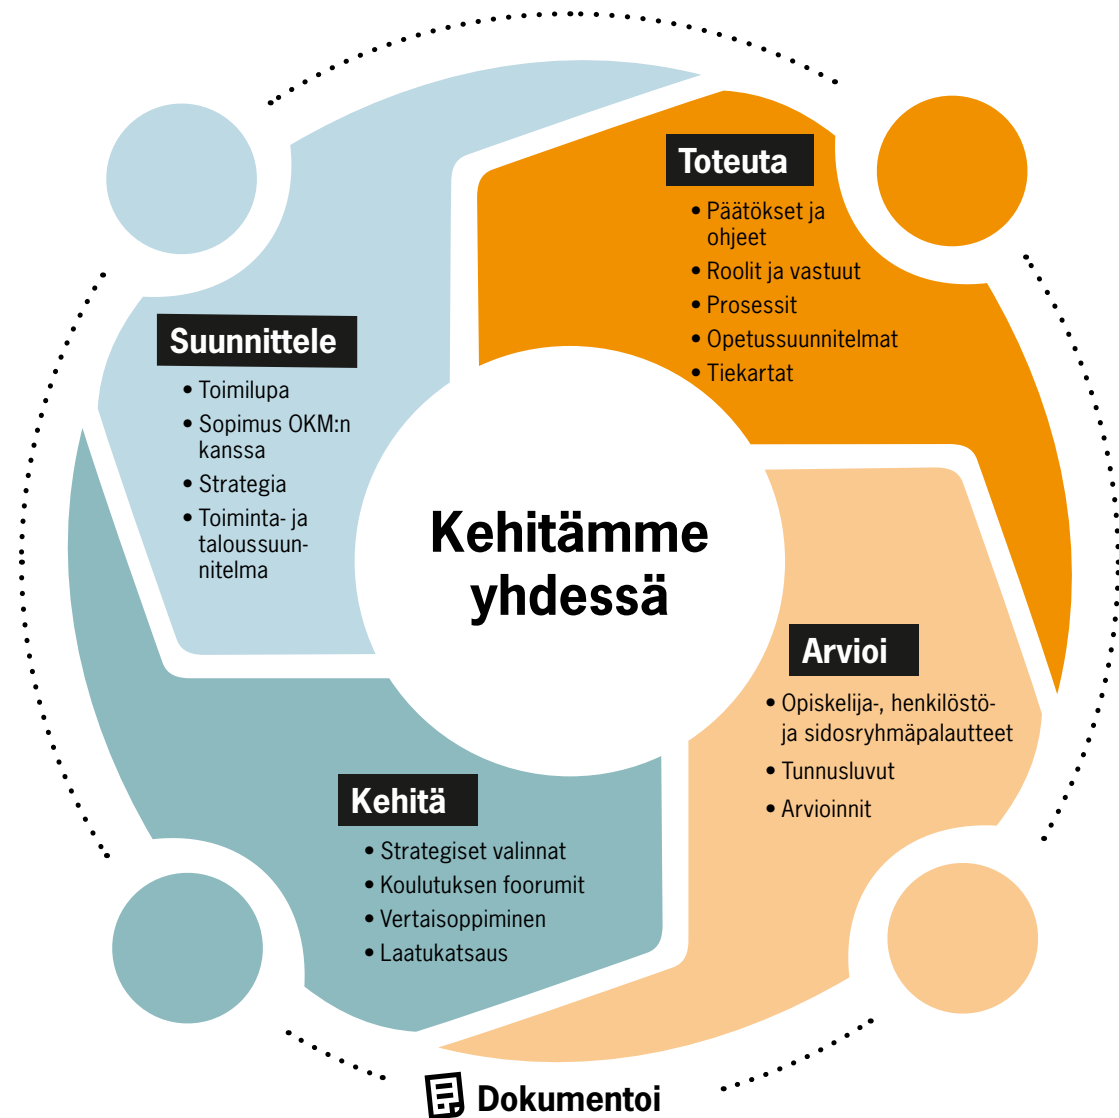 Suunnittele
• Toimilupa
• Sopimus OKM:n
kanssa
• Strategia
• Toiminta- ja
taloussuun-
nitelma
Toteuta
• Päätökset ja
ohjeet
• Roolit ja vastuut
• Prosessit
• Opetussuunnitelmat
• Tiekartat
Kehitämme
yhdessä
Arvioi
• Opiskelija-, henkilöstö-
ja sidosryhmäpalautteet
• Tunnusluvut
• Arvioinnit
Kehitä
• Strategiset valinnat
• Koulutuksen foorumit
• Vertaisoppiminen
• Laatukatsaus
Dokumentoi